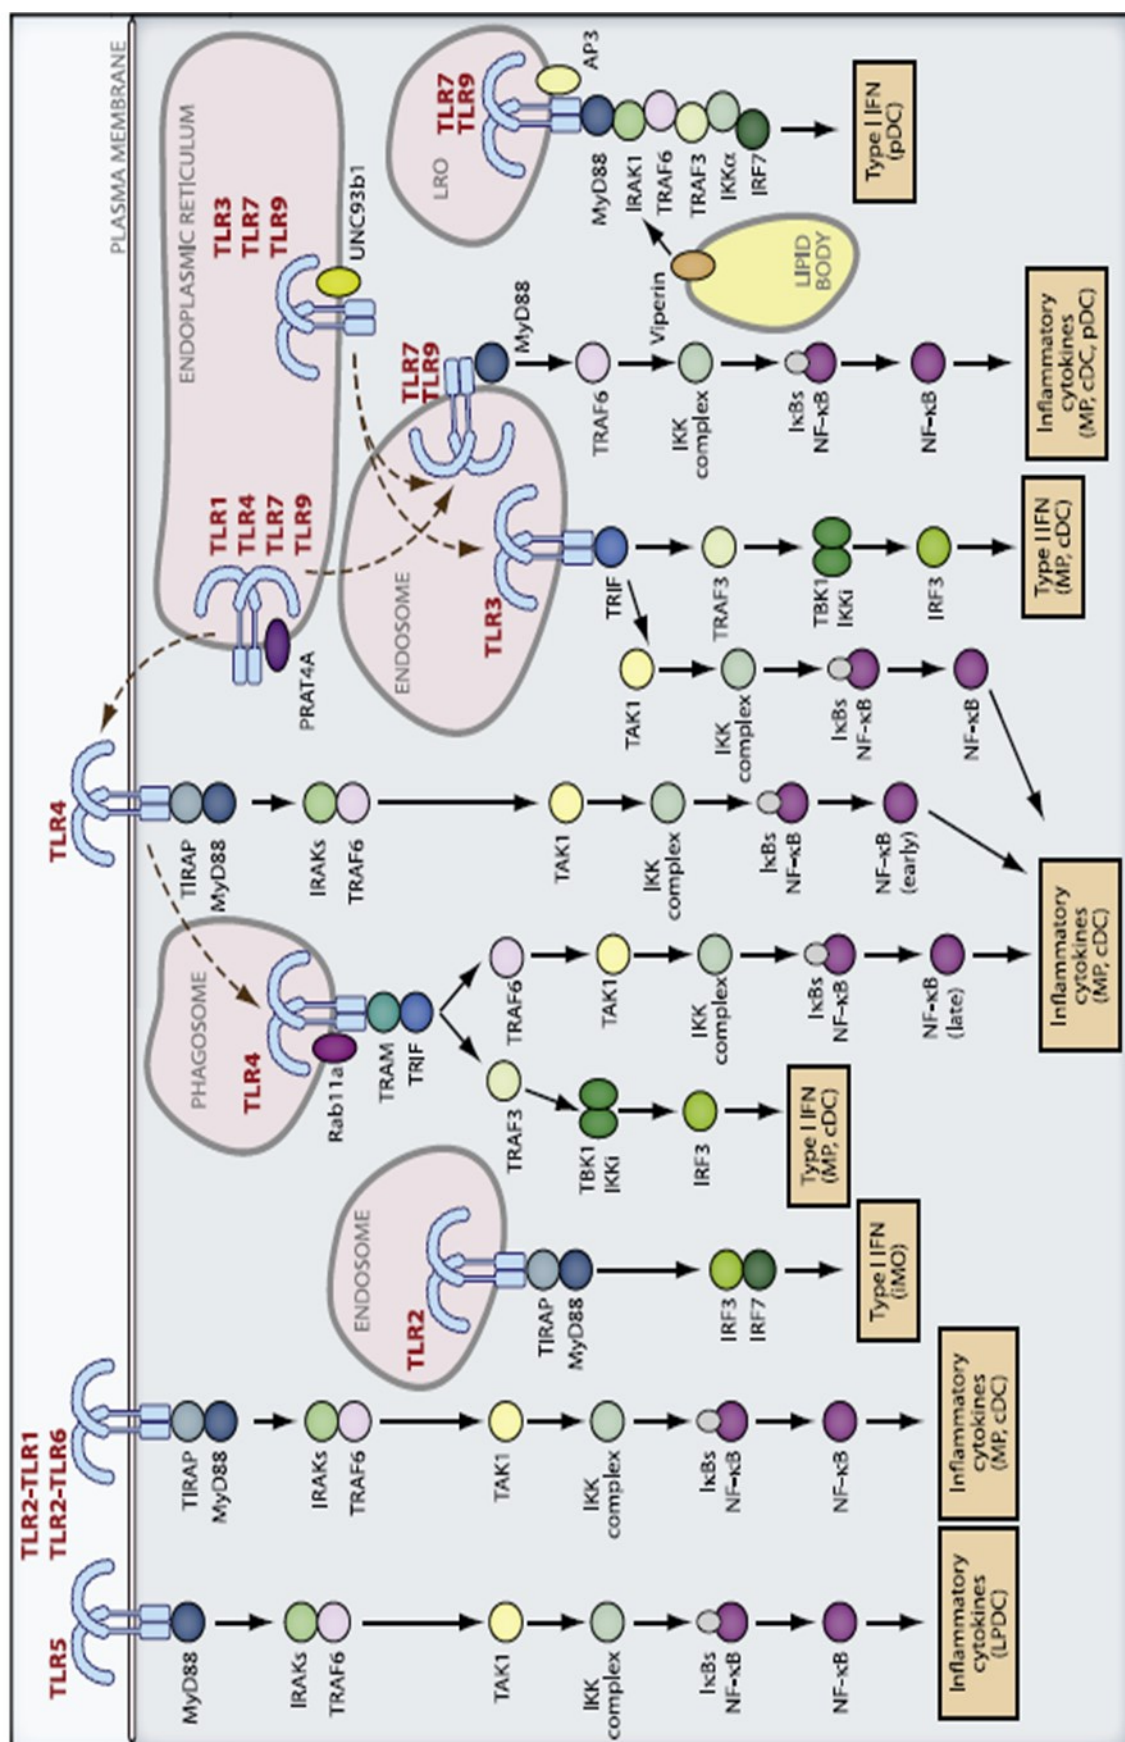 PLASMA MEMBRANE
TLR5
MyD88
IRAKs
TRAF6
TAK1
IKK
complex
IκBs
NF-κB
NF-κB
Inflammatory
cytokines
(LPDC)
TLR2-TLR1
TLR2-TLR6
TIRAP
MyD88
IRAKs
TRAF6
TAK1
IKK
complex
IκBs
NF-κB
NF-κB
Inflammatory
cytokines
(MP, cDC)
ENDOSOME
TLR2
TIRAP
MyD88
IRF3
IRF7
Type I IFN
(iMO)
PHAGOSOME
TLR4
Rab11a
TRAM
TRIF
TRAF3
TBK1
IKKi
IRF3
Type I IFN
(MP, cDC)
TRAF6
TAK1
IKK
complex
IκBs
NF-κB
NF-κB
(late)
Inflammatory
cytokines
(MP, cDC)
TLR4
TIRAP
MyD88
IRAKs
TRAF6
TAK1
IKK
complex
IκBs
NF-κB
NF-κB
(early)
ENDOPLASMIC RETICULUM
TLR1
TLR4
TLR7
TLR9
PRAT4A
TLR3
TLR7
TLR9
UNC93b1
ENDOSOME
TLR3
TRIF
TAK1
IKK
complex
IκBs
NF-κB
NF-κB
TRAF3
TBK1
IKKi
IRF3
Type I IFN
(MP, cDC)
TLR7
TLR9
MyD88
TRAF6
IKK
complex
IκBs
NF-κB
NF-κB
Inflammatory
cytokines
(MP, cDC, pDC)
Viperin
LIPID
BODY
LRO
TLR7
TLR9
AP3
MyD88
IRAK1
TRAF6
TRAF3
IKKα
IRF7
Type I IFN
(pDC)